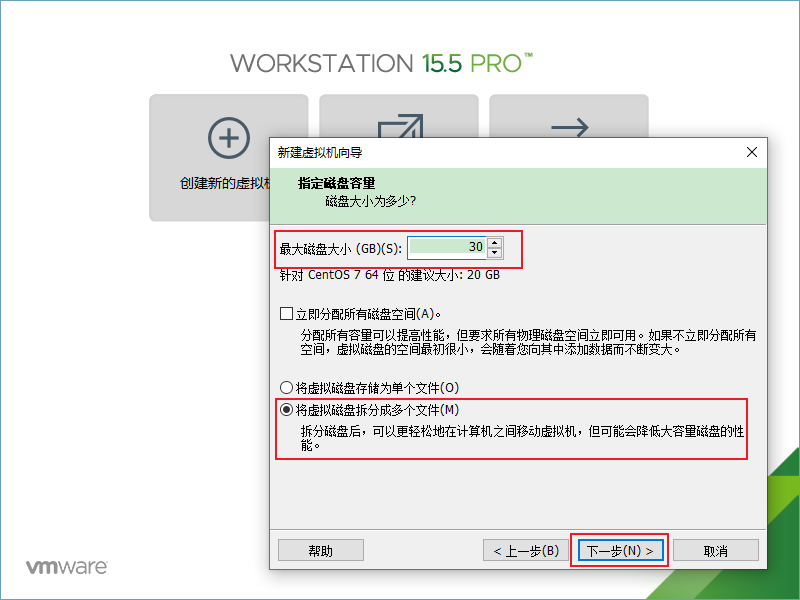 WORKSTATION 15.5 PRO™
创建新的虚拟机
新建虚拟机向导
指定磁盘容量
磁盘大小为多少?
最大磁盘大小 (GB)(S): 30
针对 CentOS 7 64 位 的建议大小: 20 GB
立即分配所有磁盘空间(A)。
分配所有容量可以提高性能，但要求所有物理磁盘空间立即可用。如果不立即分配所有
空间，虚拟磁盘的空间最初很小，会随着您向其中添加数据而不断变大。
将虚拟磁盘存储为单个文件(O)
将虚拟磁盘拆分成多个文件(M)
拆分磁盘后，可以更轻松地在计算机之间移动虚拟机，但可能会降低大容量磁盘的性
能。
帮助 < 上一步(B) 下一步(N) > 取消
vmware